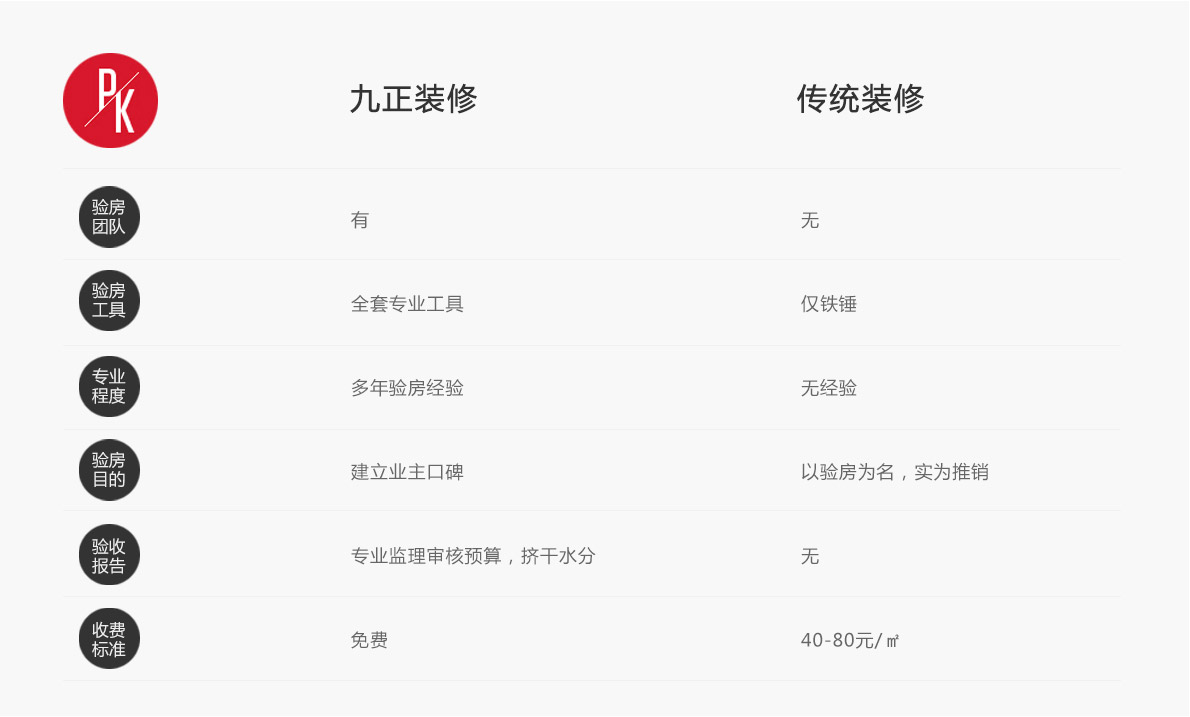 PK
九正装修
传统装修
验房
团队
有
无
验房
工具
全套专业工具
仅铁锤
专业
程度
多年验房经验
无经验
验房
目的
建立业主口碑
以验房为名，实为推销
验收
报告
专业监理审核预算，挤干水分
无
收费
标准
免费
40-80元/㎡